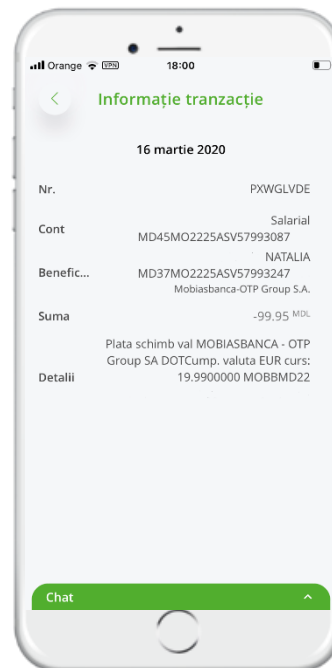 Orange VPN 18:00
Informație tranzacție
16 martie 2020
Nr. PXWGLVDE
Cont Salarial
MD45MO2225ASV57993087
Benefic... NATALIA
MD37MO2225ASV57993247
Mobiasbanca-OTP Group S.A.
Suma -99.95 MDL
Detalii Plata schimb val MOBIASBANCA - OTP
Group SA DOTCump. valuta EUR curs:
19.9900000 MOBBMD22
Chat